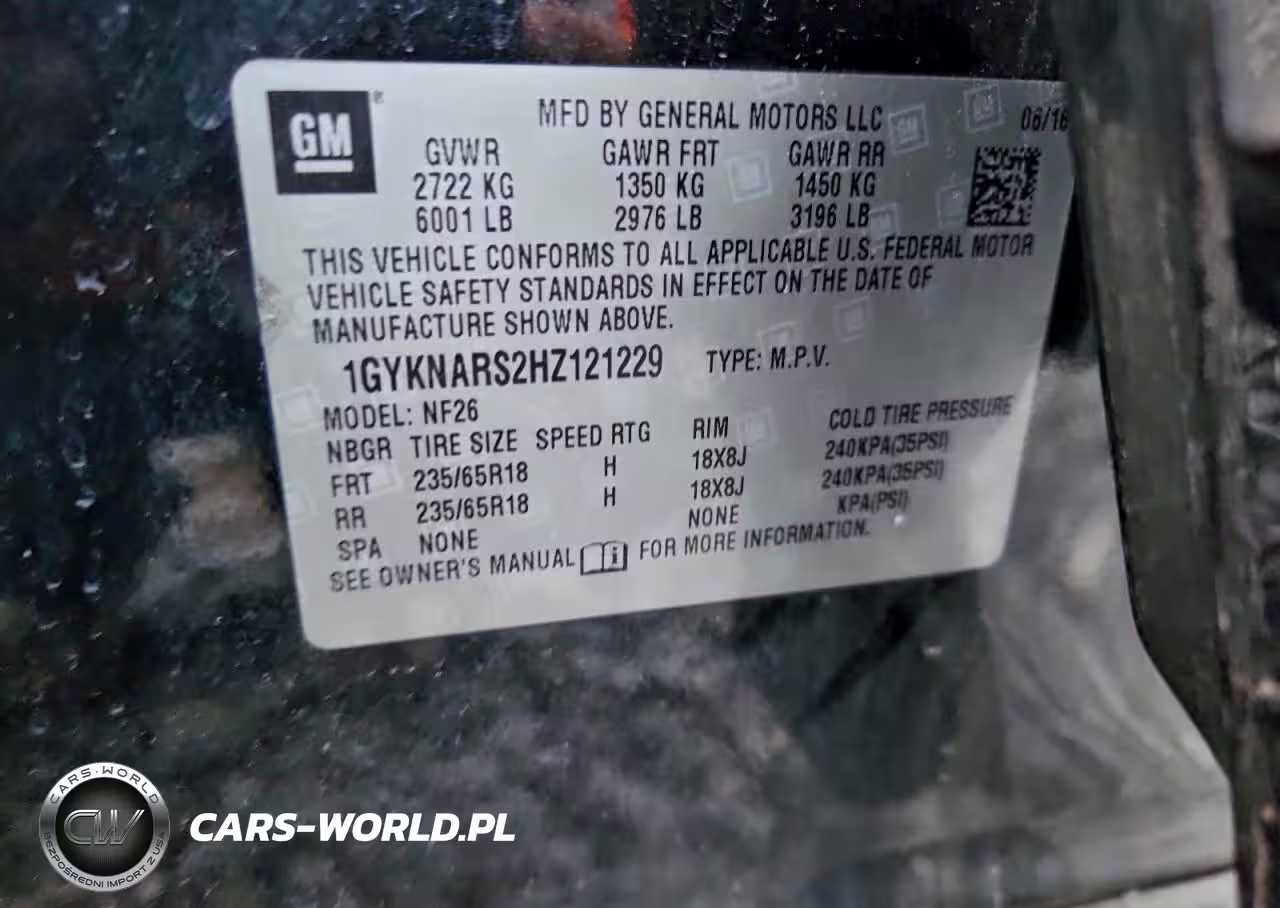 GM®
MFD BY GENERAL MOTORS LLC 06/16
GVWR GAWR FRT GAWR RR
2722 KG 1350 KG 1450 KG
6001 LB 2976 LB 3196 LB
THIS VEHICLE CONFORMS TO ALL APPLICABLE U.S. FEDERAL MOTOR
VEHICLE SAFETY STANDARDS IN EFFECT ON THE DATE OF
MANUFACTURE SHOWN ABOVE.
1GYKNARS2HZ121229 TYPE: M.P.V.
MODEL: NF26
NBGR TIRE SIZE SPEED RTG RIM COLD TIRE PRESSURE
FRT 235/65R18 H 18X8J 240KPA(35PSI)
RR 235/65R18 H 18X8J 240KPA(35PSI)
SPA NONE NONE KPA(PSI)
SEE OWNER'S MANUAL FOR MORE INFORMATION.
CARS-WORLD
CW
BEZPOŚREDNI IMPORT Z USA
CARS-WORLD.PL